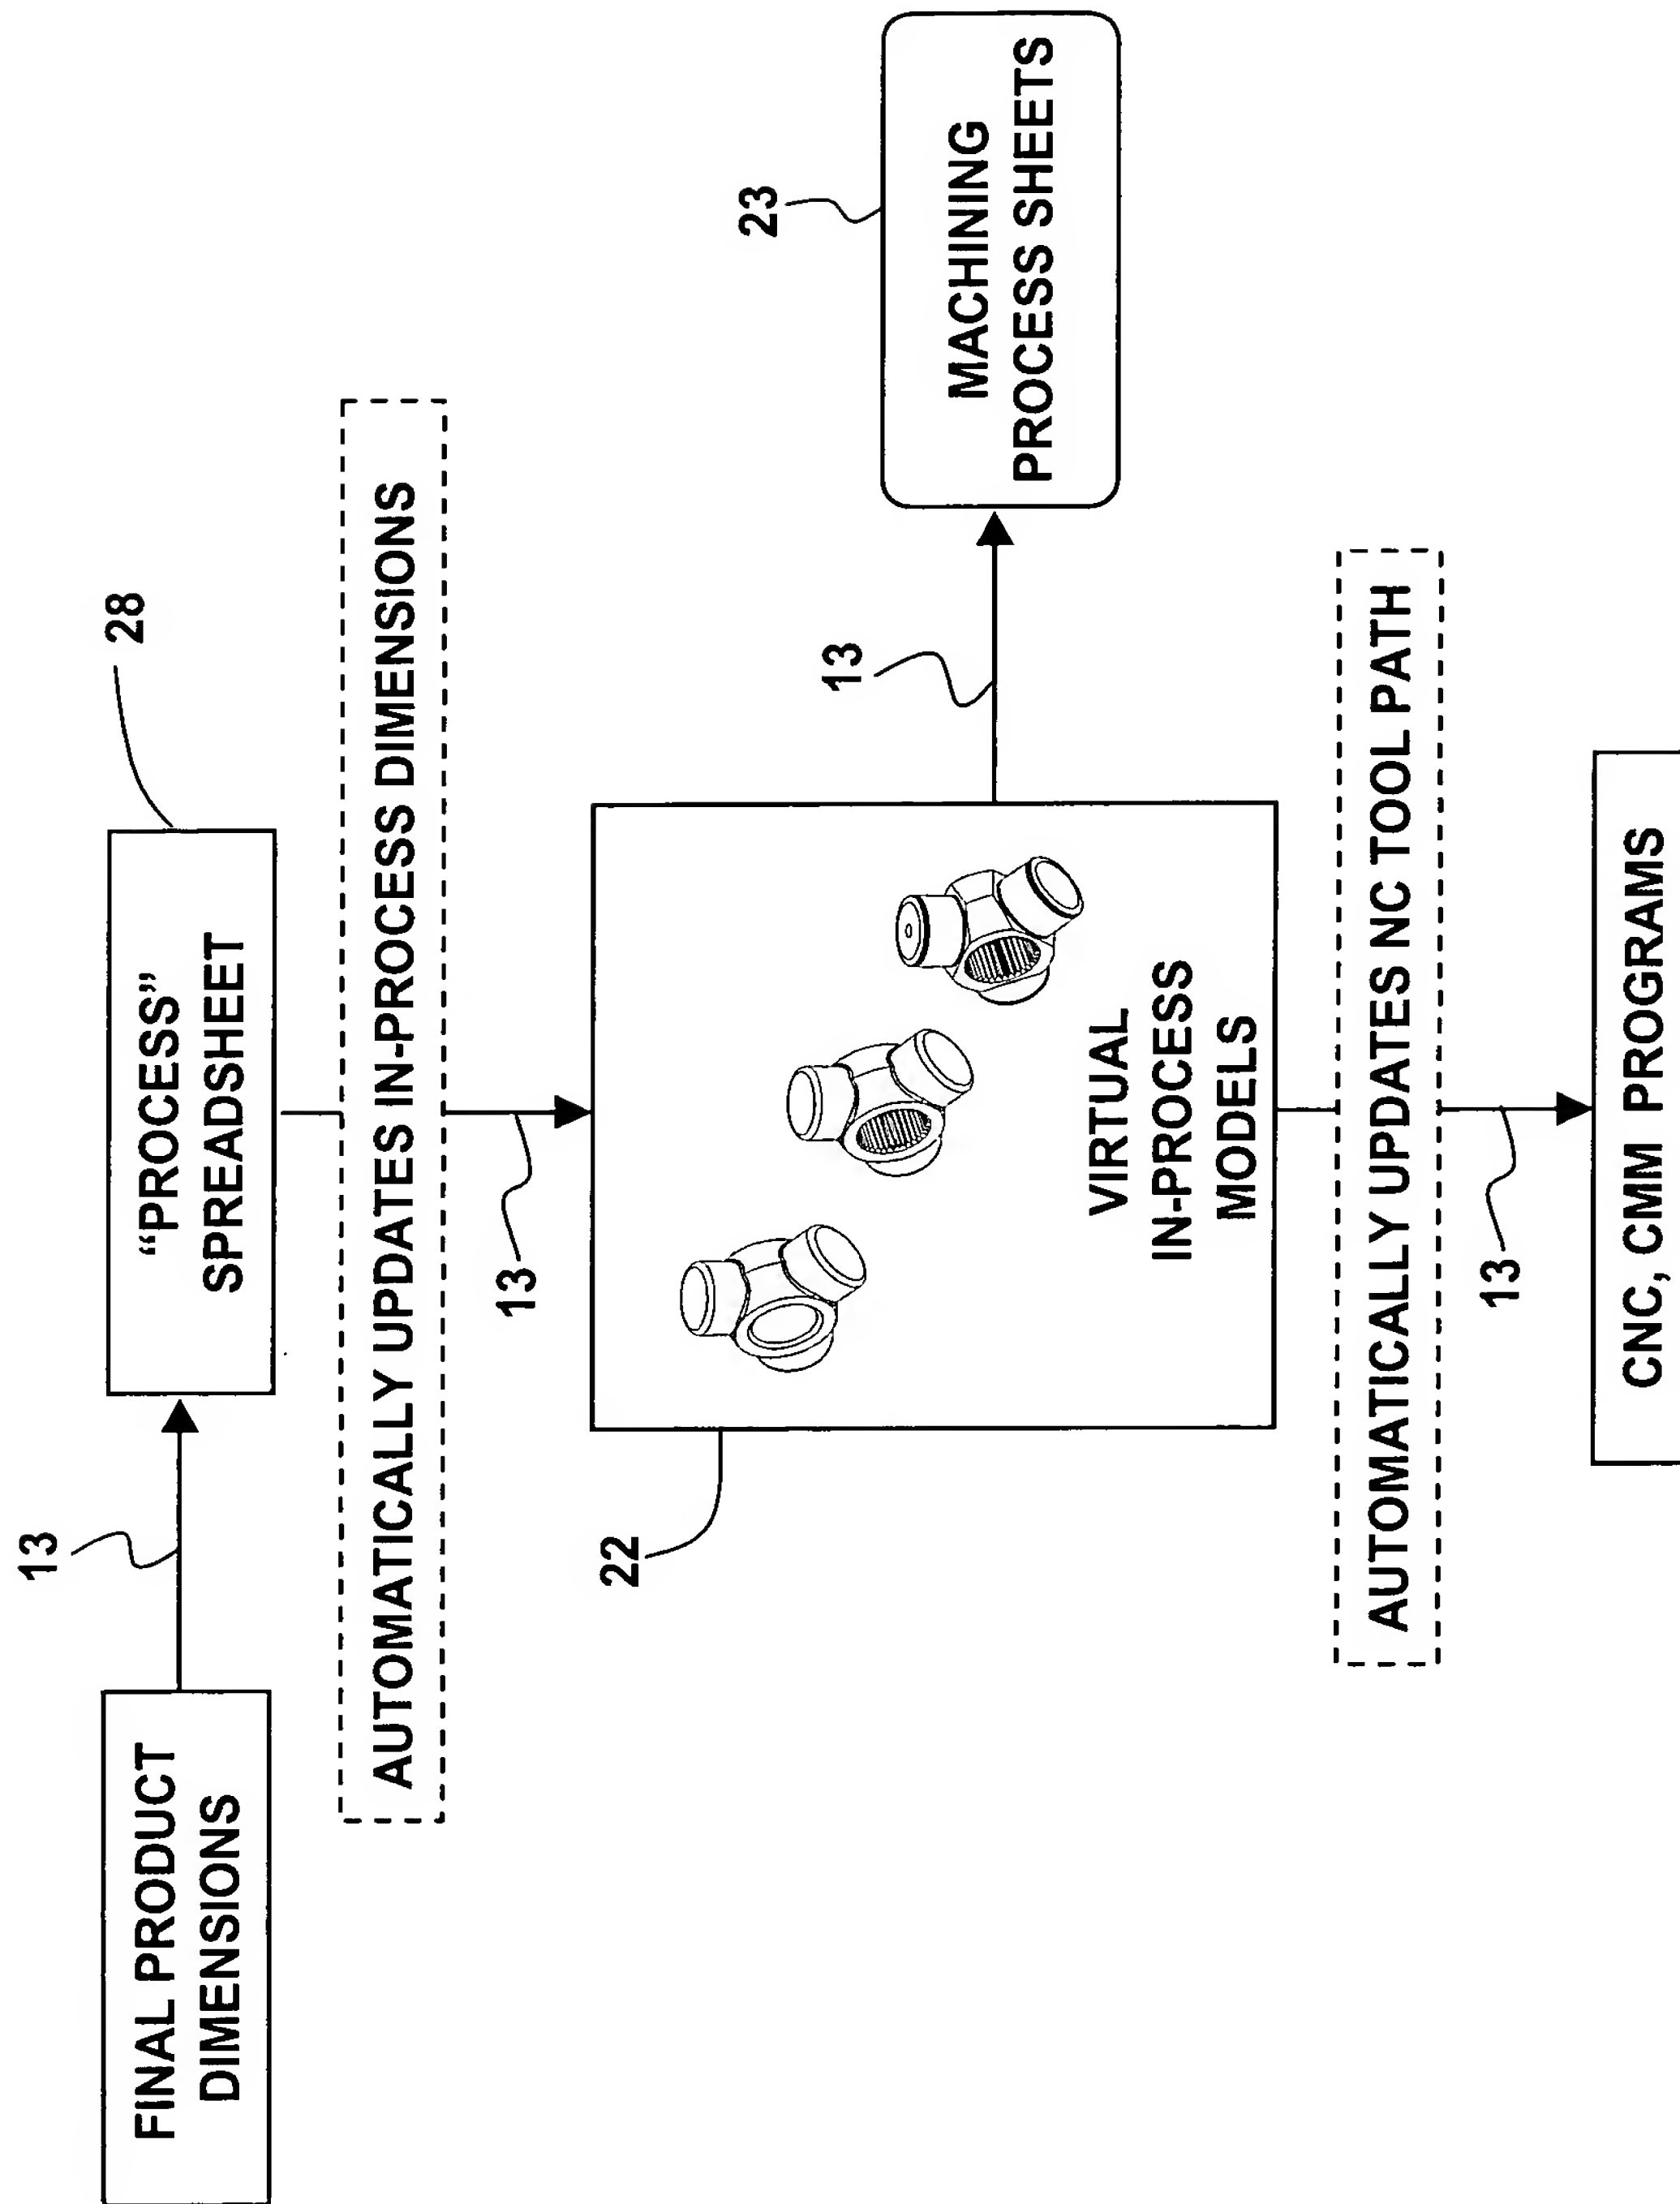 13
FINAL PRODUCT
DIMENSIONS
“PROCESS”
SPREADSHEET
28
AUTOMATICALLY UPDATES IN-PROCESS DIMENSIONS
13
22
VIRTUAL
IN-PROCESS
MODELS
13
23
MACHINING
PROCESS SHEETS
AUTOMATICALLY UPDATES NC TOOL PATH
13
CNC, CMM PROGRAMS